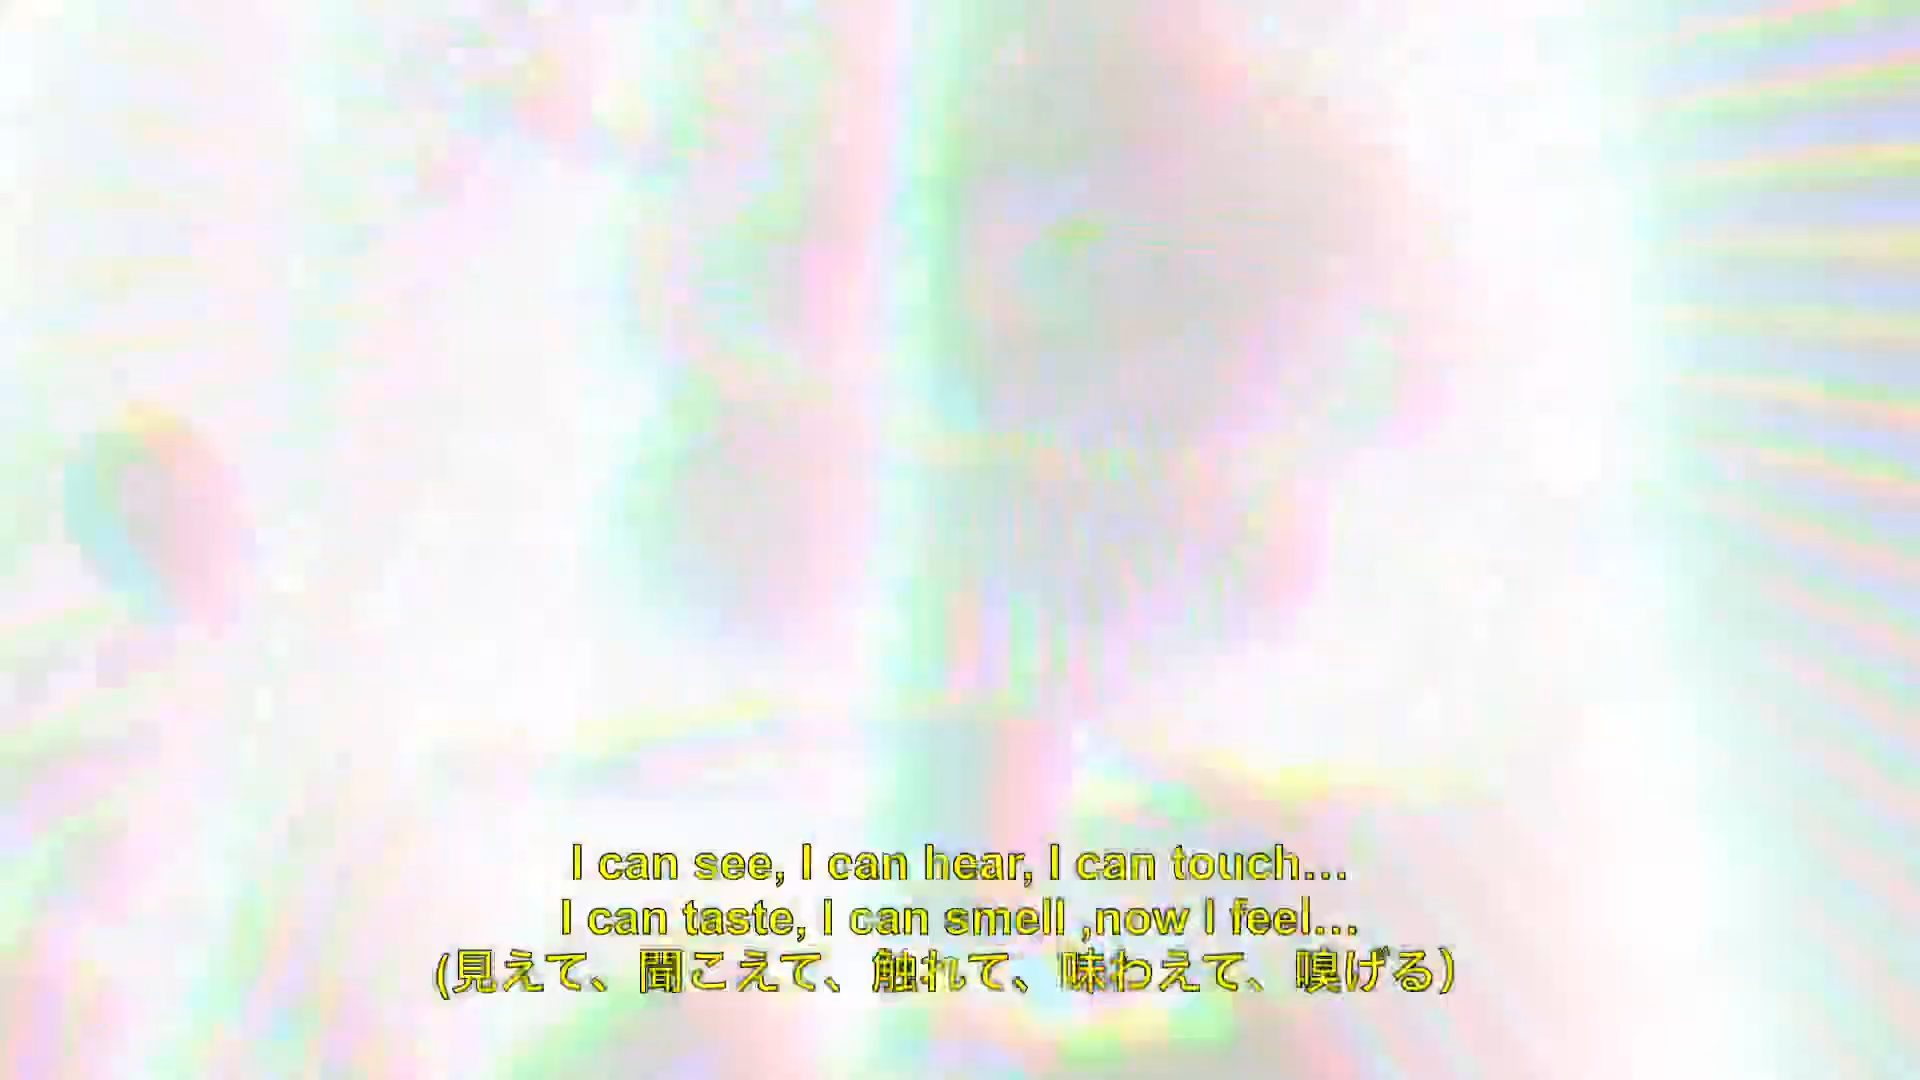 I can see, I can hear, I can touch...
I can taste, I can smell ,now I feel...
(見えて、聞こえて、触れて、味わえて、嗅げる)